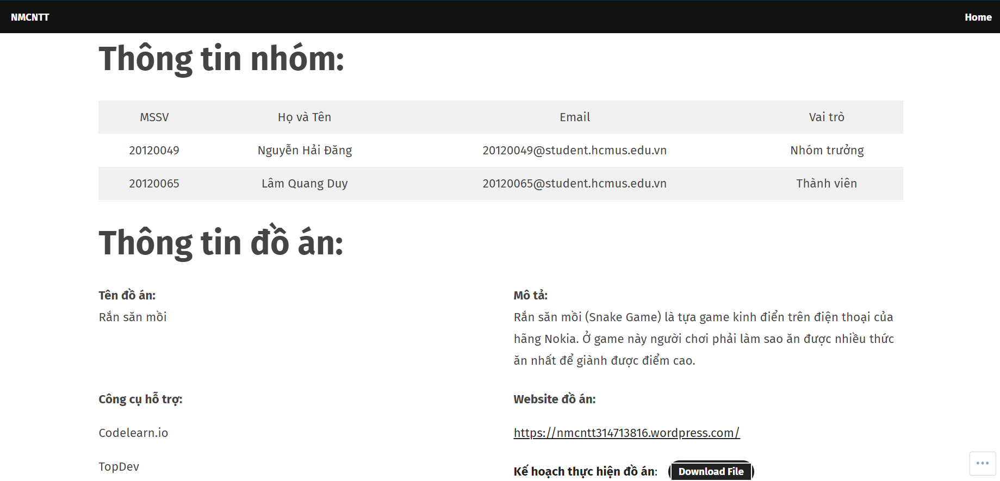 NMCNTT
Home
Thông tin nhóm:
MSSV Họ và Tên Email Vai trò
20120049 Nguyễn Hải Đăng 20120049@student.hcmus.edu.vn Nhóm trưởng
20120065 Lâm Quang Duy 20120065@student.hcmus.edu.vn Thành viên
Thông tin đồ án:
Tên đồ án:
Rắn săn mồi
Mô tả:
Rắn săn mồi (Snake Game) là tựa game kinh điển trên điện thoại của
hãng Nokia. Ở game này người chơi phải làm sao ăn được nhiều thức
ăn nhất để giành được điểm cao.
Công cụ hỗ trợ:
Codelearn.io
TopDev
Website đồ án:
https://nmcntt314713816.wordpress.com/
Kế hoạch thực hiện đồ án: Download File